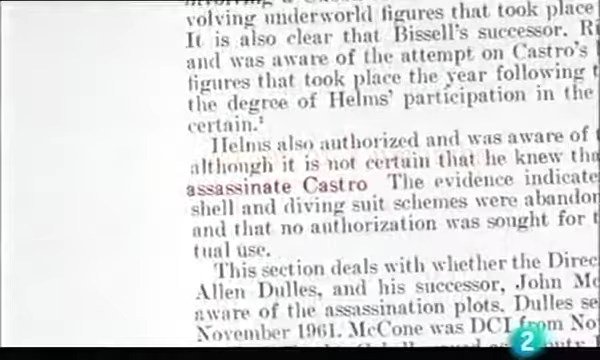 volving underworld figures that took place
It is also clear that Bissell's successor. Ri
and was aware of the attempt on Castro's
figures that took place the year following t
the degree of Helms' participation in the
certain.¹
Helms also authorized and was aware of t
although it is not certain that he knew tha
assassinate Castro The evidence indicate
shell and diving suit schemes were abandon
and that no authorization was sought for t
tual use.
This section deals with whether the Direc
Allen Dulles, and his successor, John Mc
aware of the assassination plots. Dulles se
November 1961. McCone was DCI from No
2